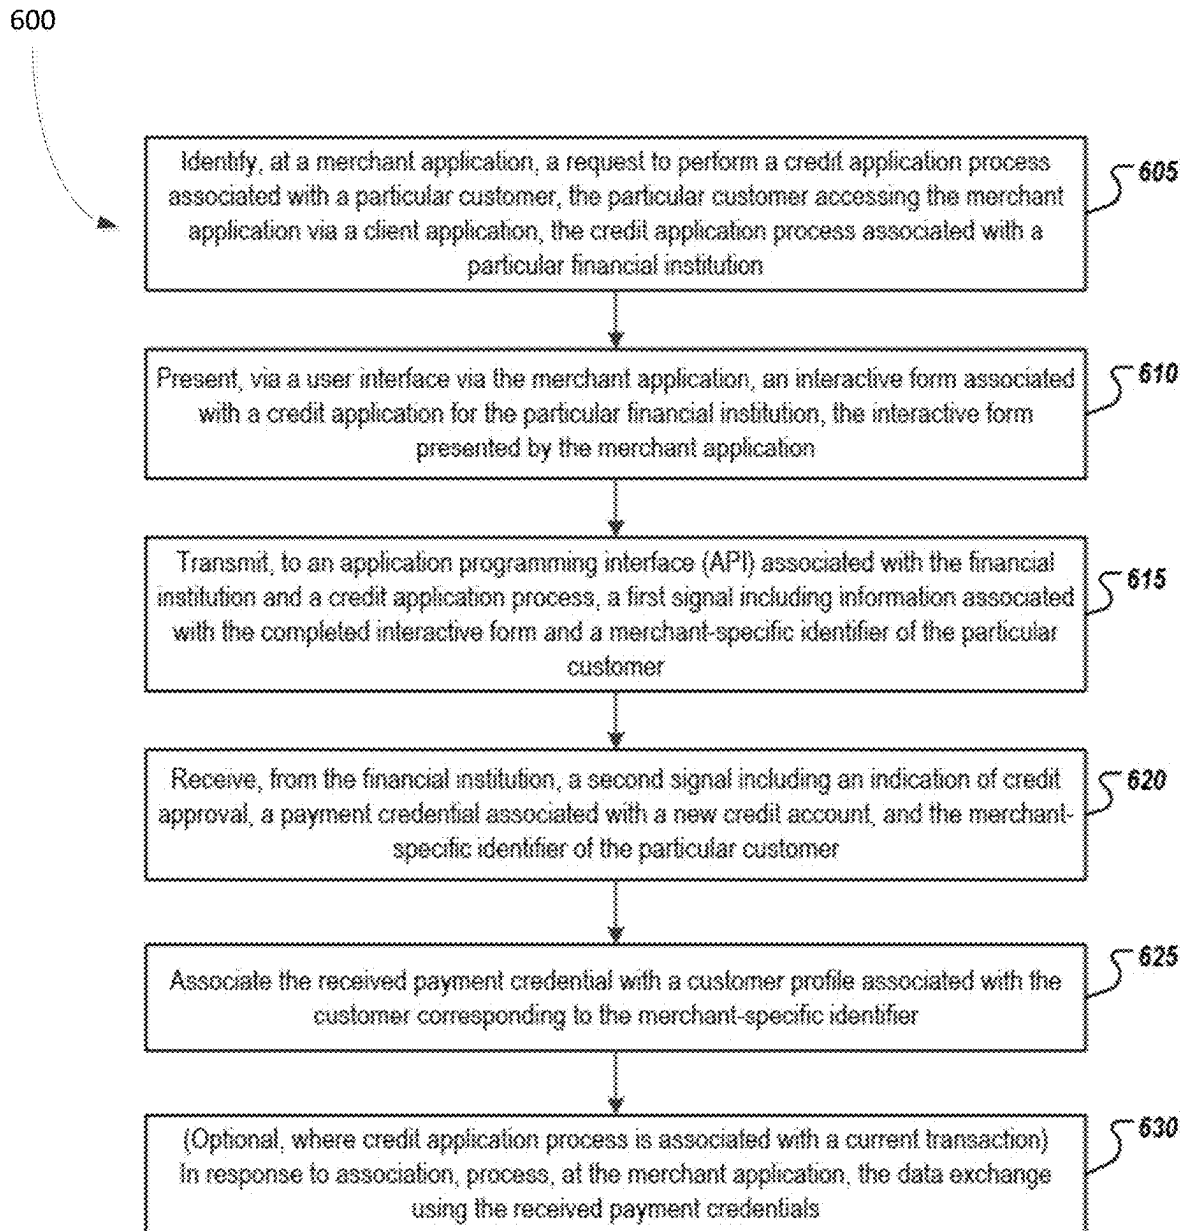 600
Identify, at a merchant application, a request to perform a credit application process
associated with a particular customer, the particular customer accessing the merchant
application via a client application, the credit application process associated with a
particular financial institution
605
Present, via a user interface via the merchant application, an interactive form associated
with a credit application for the particular financial institution, the interactive form
presented by the merchant application
610
Transmit, to an application programming interface (API) associated with the financial
institution and a credit application process, a first signal including information associated
with the completed interactive form and a merchant-specific identifier of the particular
customer
615
Receive, from the financial institution, a second signal including an indication of credit
approval, a payment credential associated with a new credit account, and the merchant-
specific identifier of the particular customer
620
Associate the received payment credential with a customer profile associated with the
customer corresponding to the merchant-specific identifier
625
(Optional, where credit application process is associated with a current transaction)
In response to association, process, at the merchant application, the data exchange
using the received payment credentials
630